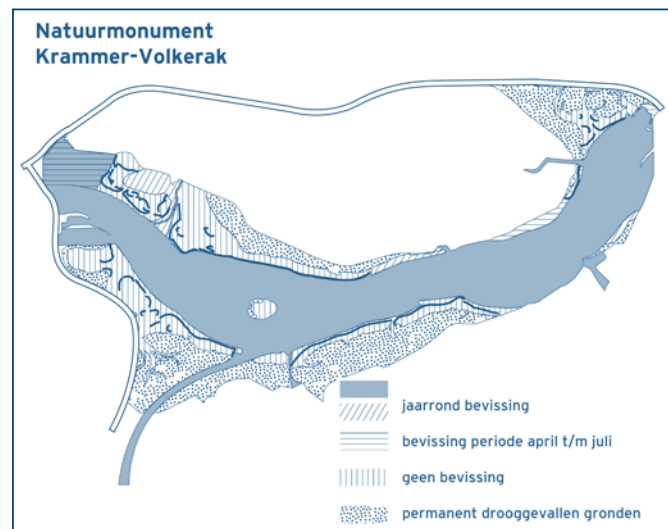 Natuurmonument
Krammer-Volkerak
jaarrond bevissing
bevissing periode april t/m juli
geen bevissing
permanent drooggevallen gronden